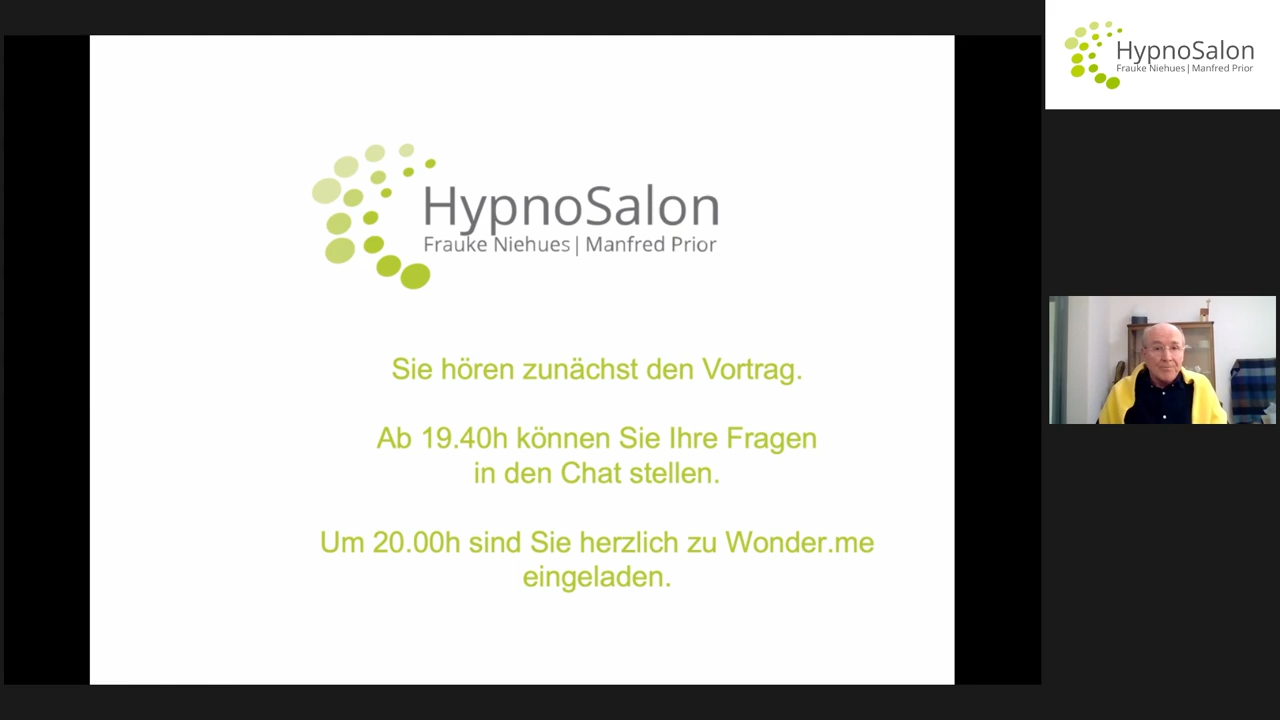 HypnoSalon
Frauke Niehues | Manfred Prior
Sie hören zunächst den Vortrag.
Ab 19.40h können Sie Ihre Fragen
in den Chat stellen.
Um 20.00h sind Sie herzlich zu Wonder.me
eingeladen.
HypnoSalon
Frauke Niehues | Manfred Prior